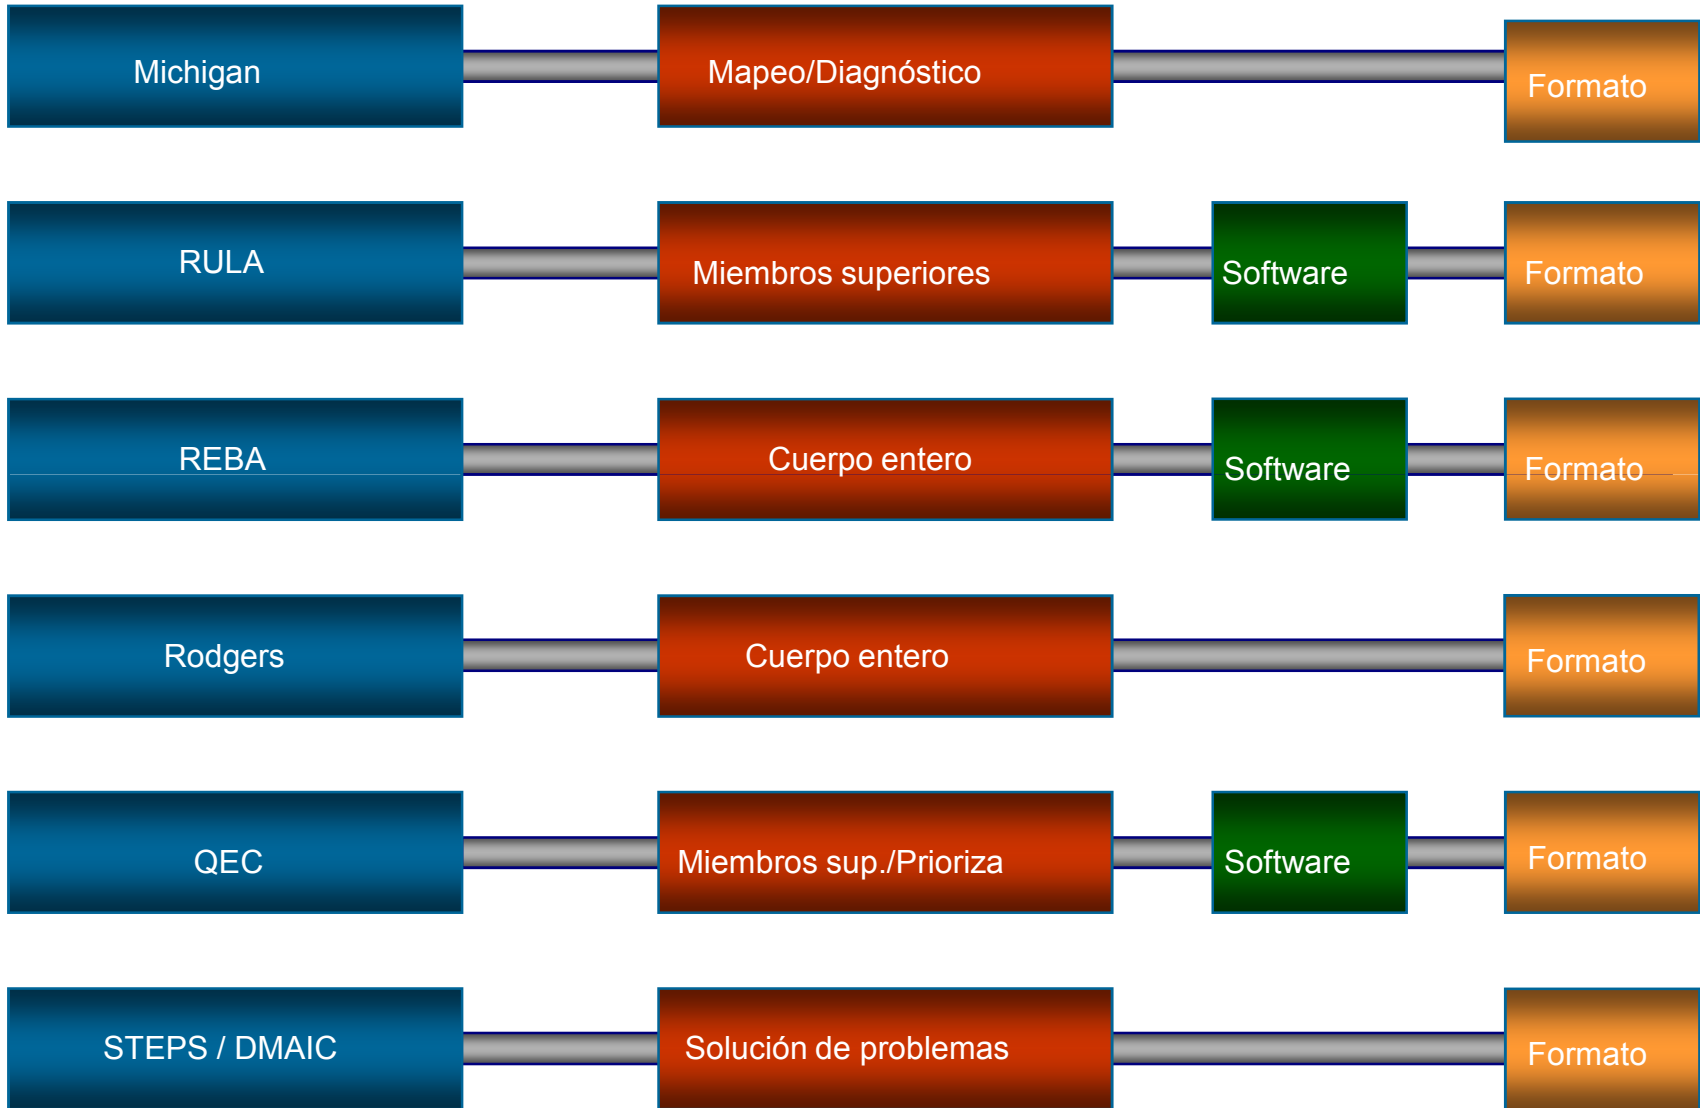 Michigan
Mapeo/Diagnóstico
Formato
RULA
Miembros superiores
Software
Formato
REBA
Cuerpo entero
Software
Formato
Rodgers
Cuerpo entero
Formato
QEC
Miembros sup./Prioriza
Software
Formato
STEPS / DMAIC
Solución de problemas
Formato